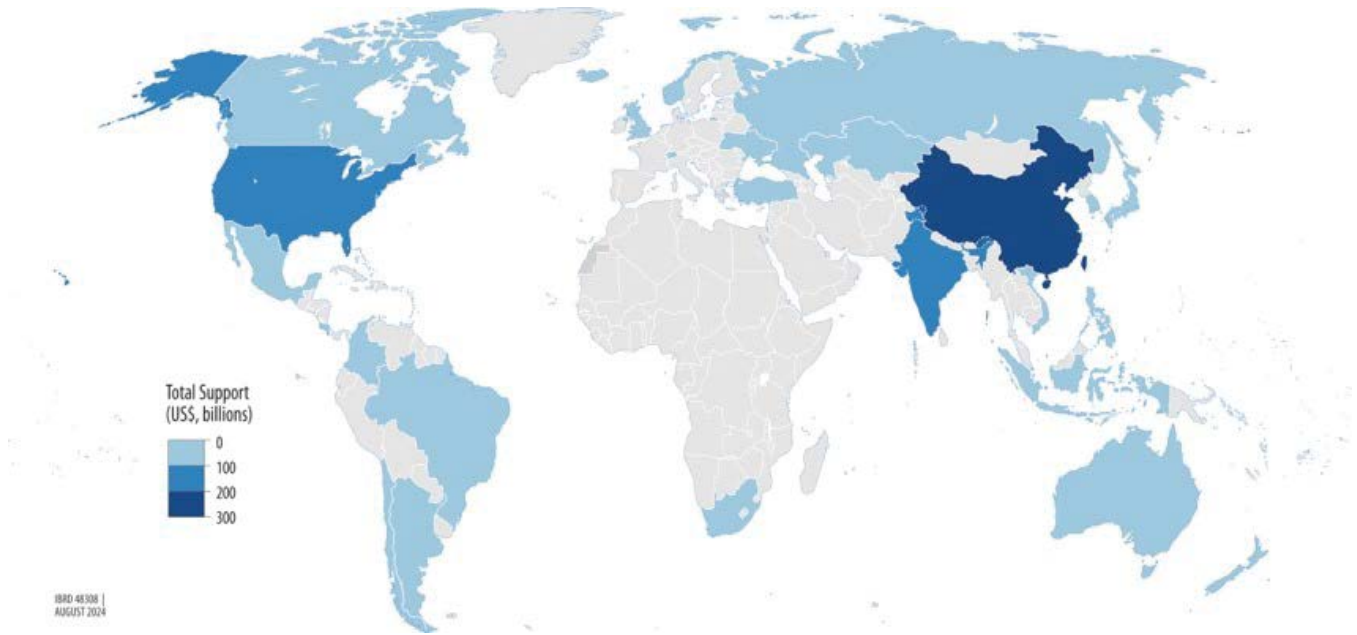 Total Support
(US$, billions)
0
100
200
300
IBRD 48308 |
AUGUST 2024